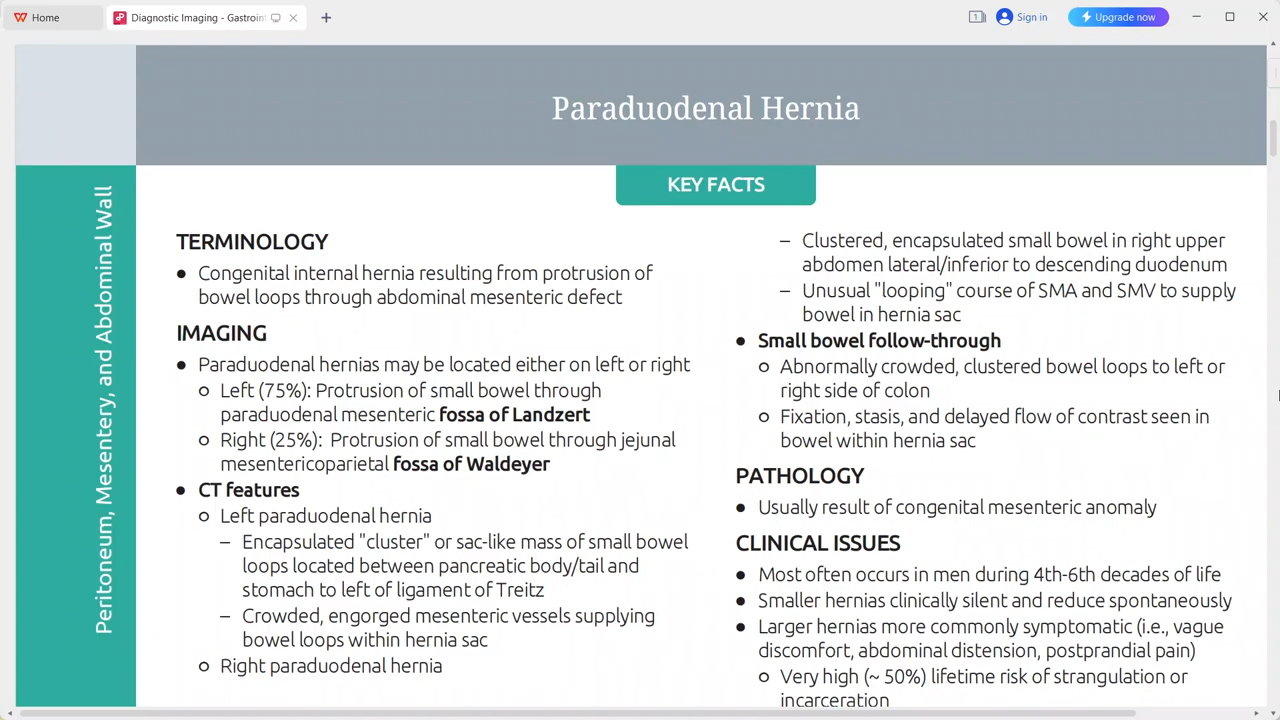 Home
Diagnostic Imaging - Gastroin
1
Sign in
Upgrade now
Paraduodenal Hernia
Peritoneum, Mesentery, and Abdominal Wall
KEY FACTS
TERMINOLOGY
● Congenital internal hernia resulting from protrusion of
bowel loops through abdominal mesenteric defect
IMAGING
● Paraduodenal hernias may be located either on left or right
○ Left (75%): Protrusion of small bowel through
paraduodenal mesenteric fossa of Landzert
○ Right (25%): Protrusion of small bowel through jejunal
mesentericoparietal fossa of Waldeyer
● CT features
○ Left paraduodenal hernia
– Encapsulated "cluster" or sac-like mass of small bowel
loops located between pancreatic body/tail and
stomach to left of ligament of Treitz
– Crowded, engorged mesenteric vessels supplying
bowel loops within hernia sac
○ Right paraduodenal hernia
– Clustered, encapsulated small bowel in right upper
abdomen lateral/inferior to descending duodenum
– Unusual "looping" course of SMA and SMV to supply
bowel in hernia sac
● Small bowel follow-through
○ Abnormally crowded, clustered bowel loops to left or
right side of colon
○ Fixation, stasis, and delayed flow of contrast seen in
bowel within hernia sac
PATHOLOGY
● Usually result of congenital mesenteric anomaly
CLINICAL ISSUES
● Most often occurs in men during 4th-6th decades of life
● Smaller hernias clinically silent and reduce spontaneously
● Larger hernias more commonly symptomatic (i.e., vague
discomfort, abdominal distension, postprandial pain)
○ Very high (~ 50%) lifetime risk of strangulation or
incarceration